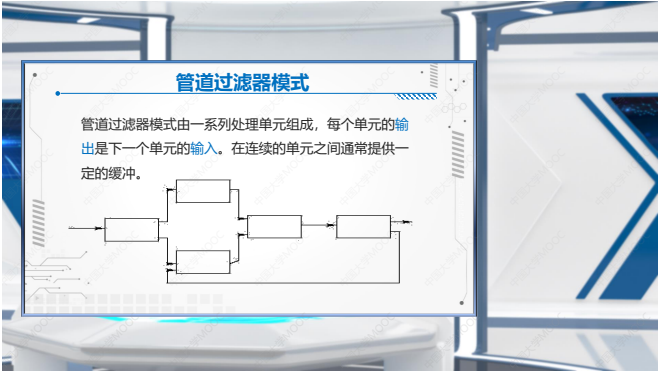 管道过滤器模式
管道过滤器模式由一系列处理单元组成，每个单元的输
出是下一个单元的输入。在连续的单元之间通常提供一
定的缓冲。